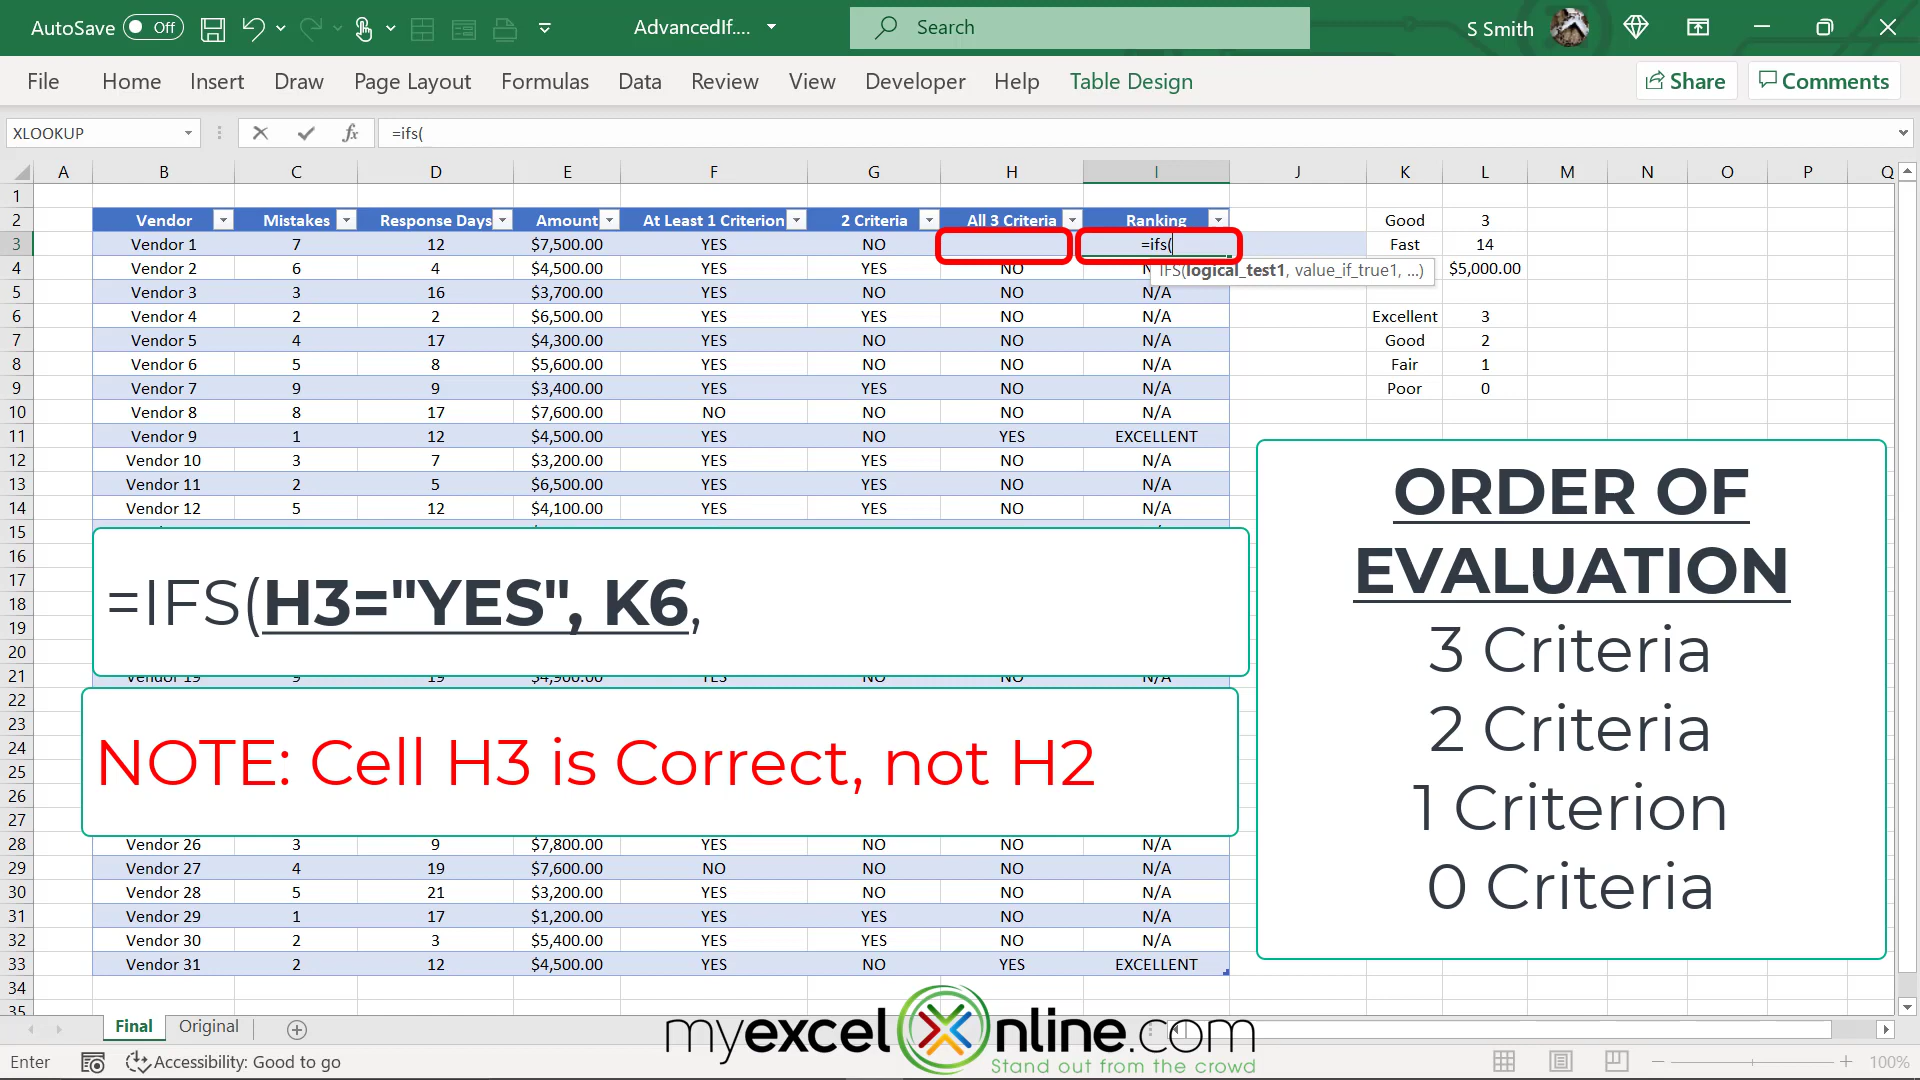 AutoSave Off AdvancedIf.... Search S Smith
File Home Insert Draw Page Layout Formulas Data Review View Developer Help Table Design Share Comments
XLOOKUP fx =ifs(
A B C D E F G H I J K L M N O P Q
1
2 Vendor Mistakes Response Days Amount At Least 1 Criterion 2 Criteria All 3 Criteria Ranking Good 3
3 Vendor 1 7 12 $7,500.00 YES NO =ifs( Fast 14
4 Vendor 2 6 4 $4,500.00 YES YES NO $5,000.00
IFS(logical_test1, value_if_true1, ...)
5 Vendor 3 3 16 $3,700.00 YES NO NO N/A
6 Vendor 4 2 2 $6,500.00 YES YES NO N/A Excellent 3
7 Vendor 5 4 17 $4,300.00 YES NO NO N/A Good 2
8 Vendor 6 5 8 $5,600.00 YES NO NO N/A Fair 1
9 Vendor 7 9 9 $3,400.00 YES YES NO N/A Poor 0
10 Vendor 8 8 17 $7,600.00 NO NO NO N/A
11 Vendor 9 1 12 $4,500.00 YES NO YES EXCELLENT
12 Vendor 10 3 7 $3,200.00 YES YES NO N/A
13 Vendor 11 2 5 $6,500.00 YES YES NO N/A
14 Vendor 12 5 12 $4,100.00 YES YES NO N/A
15
16
17
18
19
20
=IFS(H3="YES", K6,
21 Vendor 19 9 19 $4,900.00 YES NO NO N/A
22
23
24
25
26
27
NOTE: Cell H3 is Correct, not H2
ORDER OF
EVALUATION
3 Criteria
2 Criteria
1 Criterion
0 Criteria
28 Vendor 26 3 9 $7,800.00 YES NO NO N/A
29 Vendor 27 4 19 $7,600.00 NO NO NO N/A
30 Vendor 28 5 21 $3,200.00 YES NO NO N/A
31 Vendor 29 1 17 $1,200.00 YES YES NO N/A
32 Vendor 30 2 3 $5,400.00 YES YES NO N/A
33 Vendor 31 2 12 $4,500.00 YES NO YES EXCELLENT
34
35
Final Original
myexcelonline.com
Stand out from the crowd
Enter Accessibility: Good to go 100%